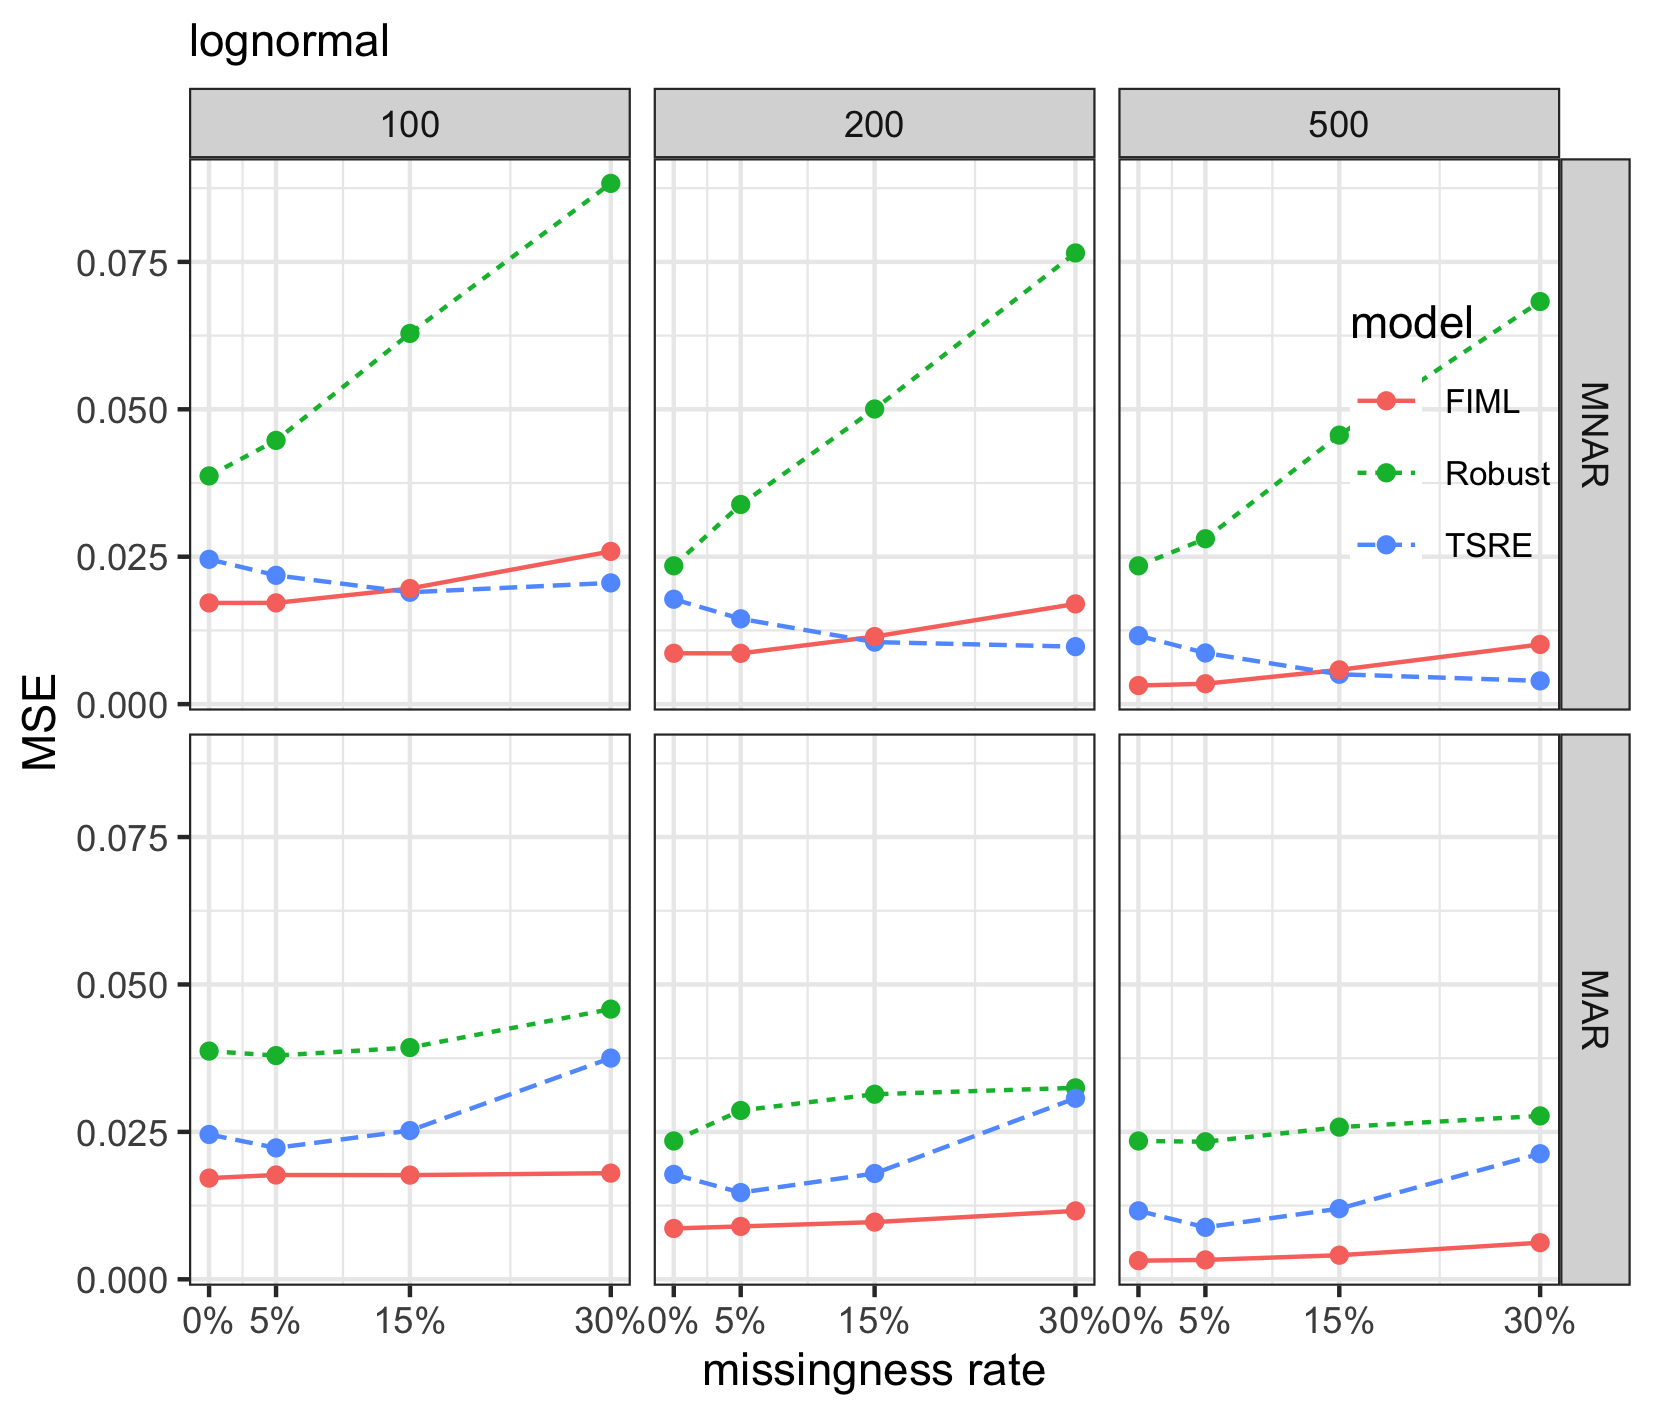 lognormal
100 200 500
0.075
0.050
0.025
0.000
MNAR
model
FIML
Robust
TSRE
MSE
0.075
0.050
0.025
0.000
MAR
0% 5% 15% 30% 0% 5% 15% 30% 0% 5% 15% 30%
missingness rate